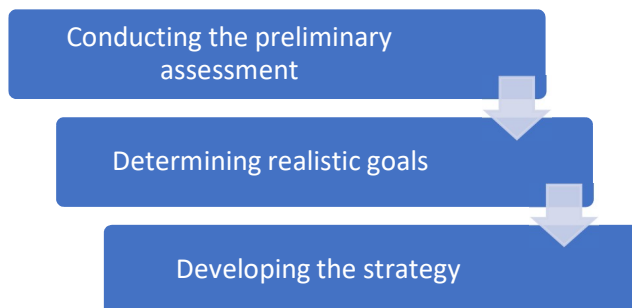 Conducting the preliminary
assessment
Determining realistic goals
Developing the strategy